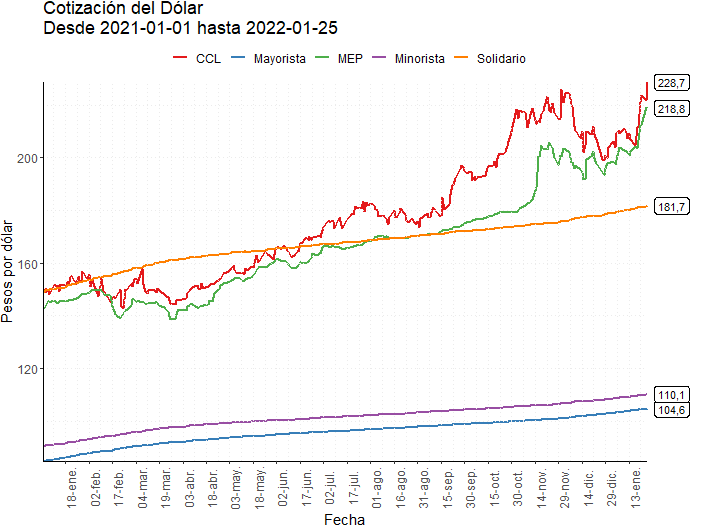 Cotización del Dólar
Desde 2021-01-01 hasta 2022-01-25
CCL Mayorista MEP Minorista Solidario
Pesos por dólar
200
160
120
228,7
218,8
181,7
110,1
104,6
18-ene.
02-feb.
17-feb.
04-mar.
19-mar.
03-abr.
18-abr.
03-may.
18-may.
02-jun.
17-jun.
02-jul.
17-jul.
01-ago.
16-ago.
31-ago.
15-sep.
30-sep.
15-oct.
30-oct.
14-nov.
29-nov.
14-dic.
29-dic.
13-ene.
Fecha